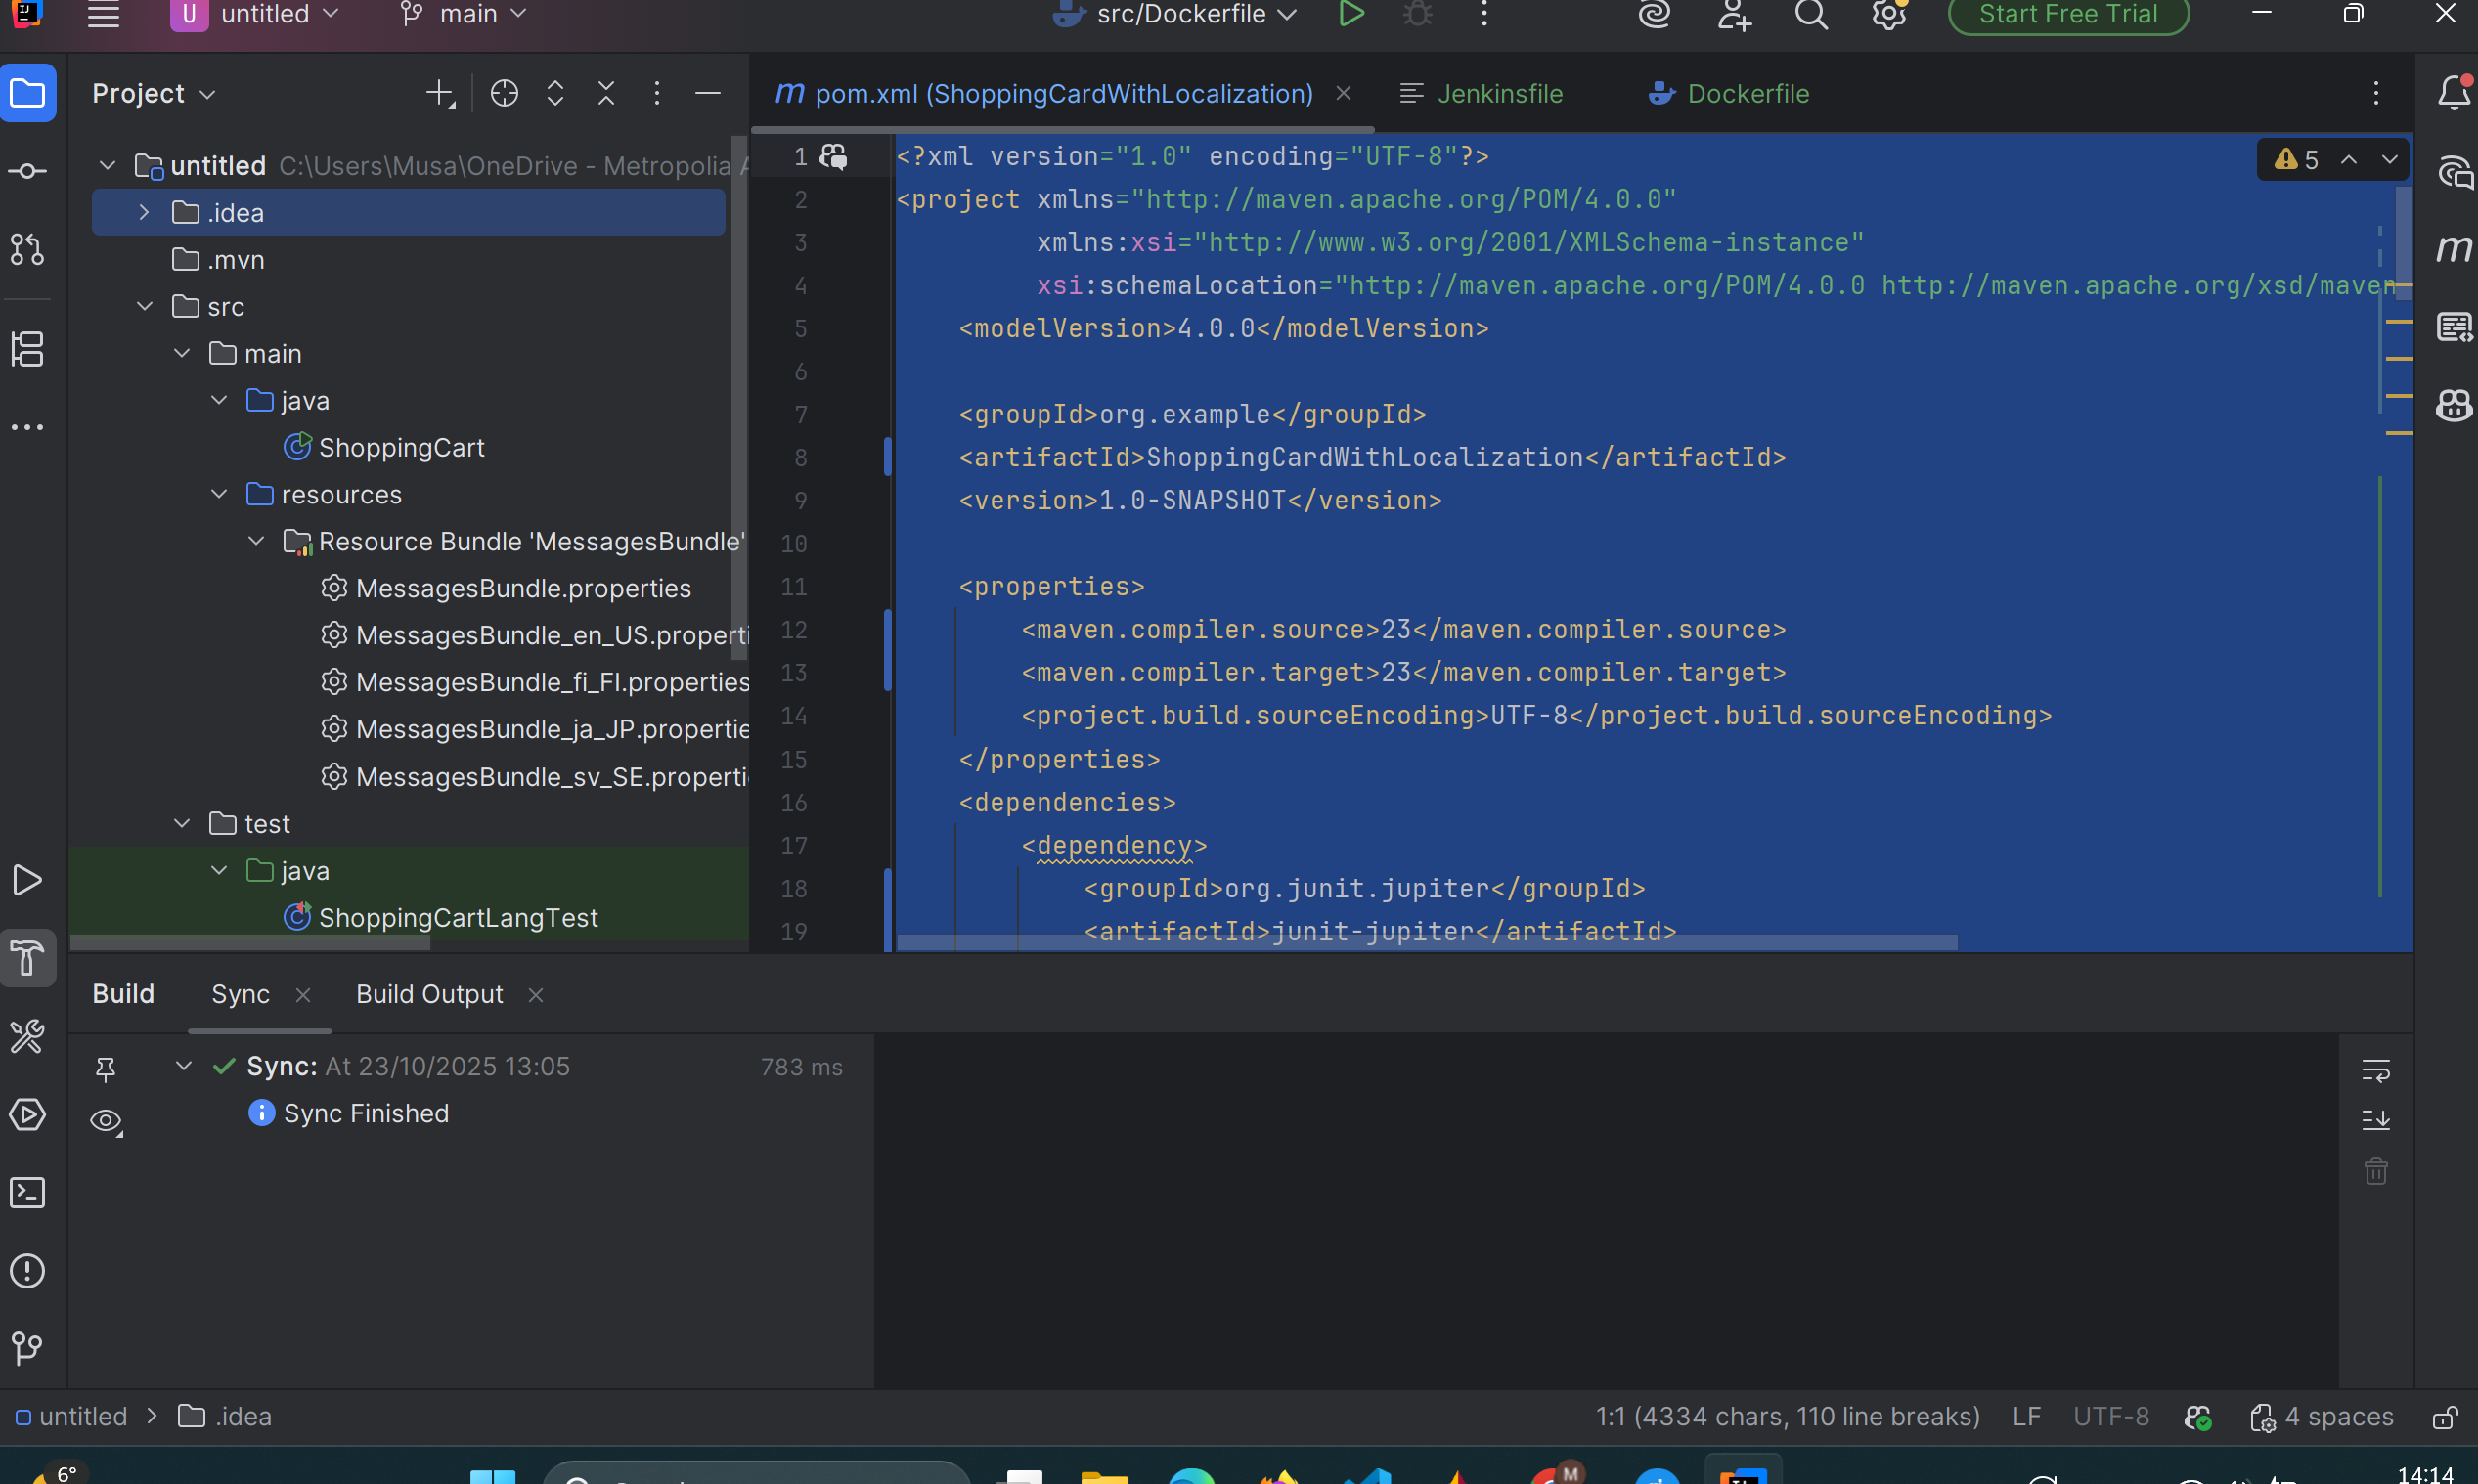 U untitled main src/Dockerfile Start Free Trial
Project
pom.xml (ShoppingCardWithLocalization) Jenkinsfile Dockerfile
untitled C:\Users\Musa\OneDrive - Metropolia
.idea
.mvn
src
main
java
ShoppingCart
resources
Resource Bundle 'MessagesBundle'
MessagesBundle.properties
MessagesBundle_en_US.properti
MessagesBundle_fi_FI.properties
MessagesBundle_ja_JP.propertie
MessagesBundle_sv_SE.properti
test
java
ShoppingCartLangTest
5
1 <?xml version="1.0" encoding="UTF-8"?>
2 <project xmlns="http://maven.apache.org/POM/4.0.0"
3 xmlns:xsi="http://www.w3.org/2001/XMLSchema-instance"
4 xsi:schemaLocation="http://maven.apache.org/POM/4.0.0 http://maven.apache.org/xsd/maven
5 <modelVersion>4.0.0</modelVersion>
6
7 <groupId>org.example</groupId>
8 <artifactId>ShoppingCardWithLocalization</artifactId>
9 <version>1.0-SNAPSHOT</version>
10
11 <properties>
12 <maven.compiler.source>23</maven.compiler.source>
13 <maven.compiler.target>23</maven.compiler.target>
14 <project.build.sourceEncoding>UTF-8</project.build.sourceEncoding>
15 </properties>
16 <dependencies>
17 <dependency>
18 <groupId>org.junit.jupiter</groupId>
19 <artifactId>junit-jupiter</artifactId>
Build Sync Build Output
Sync: At 23/10/2025 13:05 783 ms
Sync Finished
untitled > .idea
1:1 (4334 chars, 110 line breaks) LF UTF-8 4 spaces
6°
M
14:14